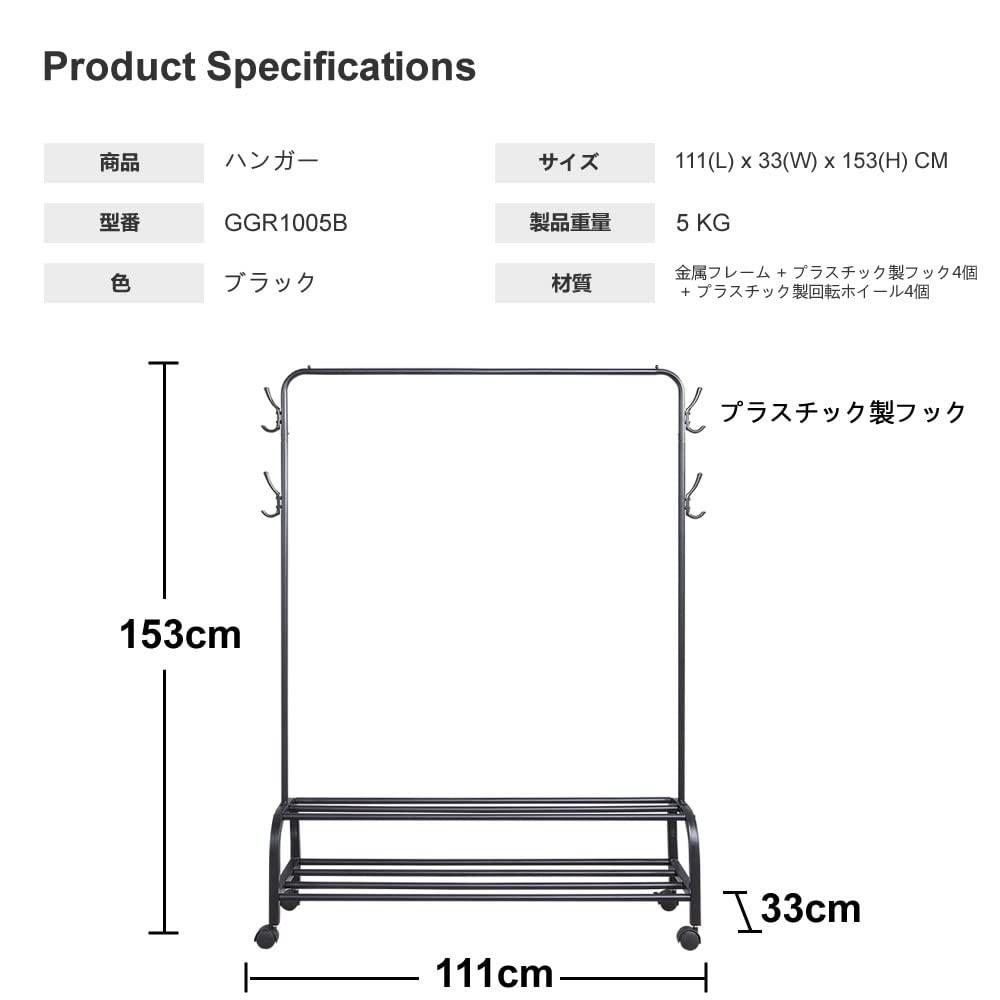 Product Specifications
商品 ハンガー サイズ 111(L) x 33(W) x 153(H) CM
型番 GGR1005B 製品重量 5 KG
色 ブラック 材質 金属フレーム + プラスチック製フック4個
+ プラスチック製回転ホイール4個
プラスチック製フック
153cm
33cm
111cm